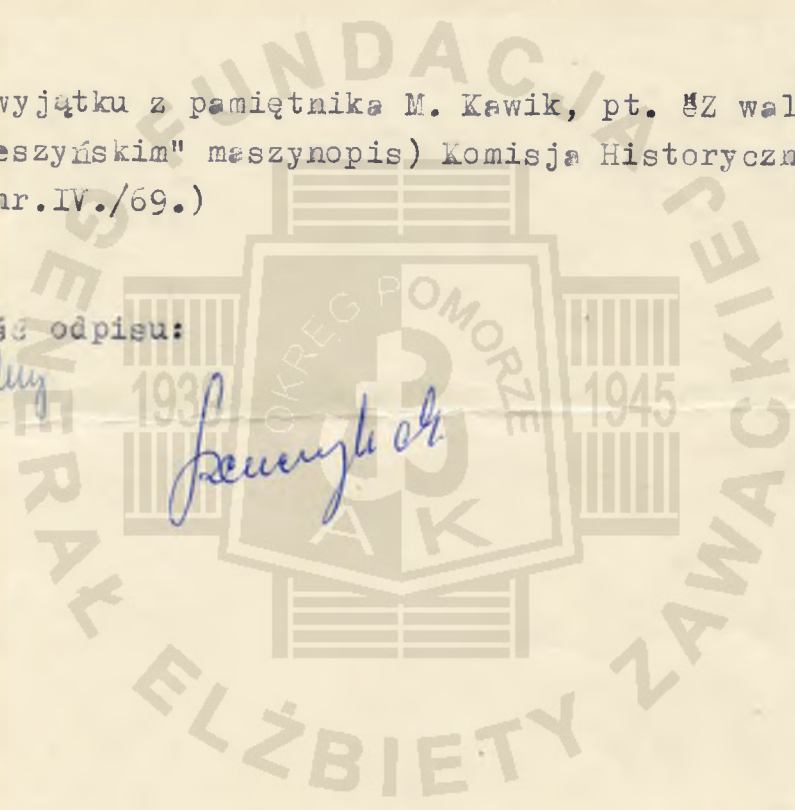 wyjątku z pamiętnika M. Kawik, pt. "Z wal
eszyńskim" maszynopis) Komisja Historyczn
nr.IV./69.)
odpisu:
FUNDACJA GENERAŁ ELŻBIETY ZAWACKIEJ
OKRĘG POMORZE
1939 1945
AK